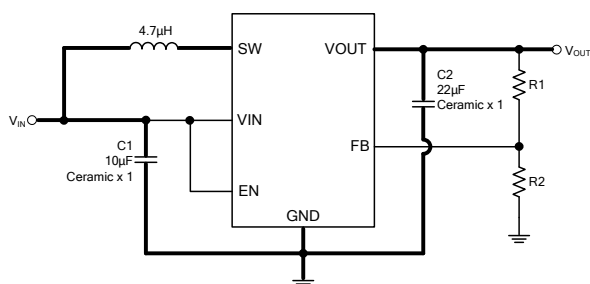 4.7μH
SW
VOUT
VOUT
C2
22μF
Ceramic x 1
R1
VIN
VIN
C1
10μF
Ceramic x 1
FB
EN
R2
GND